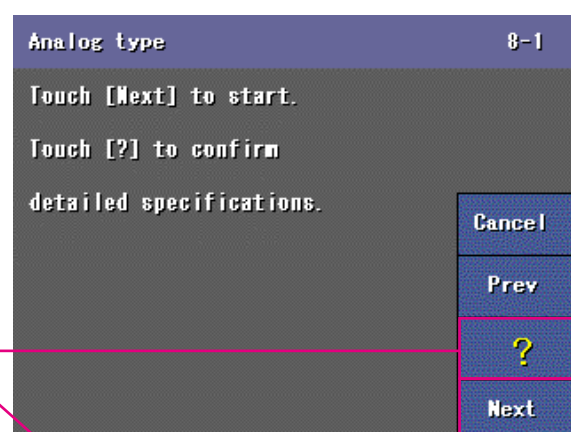 Analog type 8-1
Touch [Next] to start.
Touch [?] to confirm
detailed specifications.
Cancel
Prev
?
Next